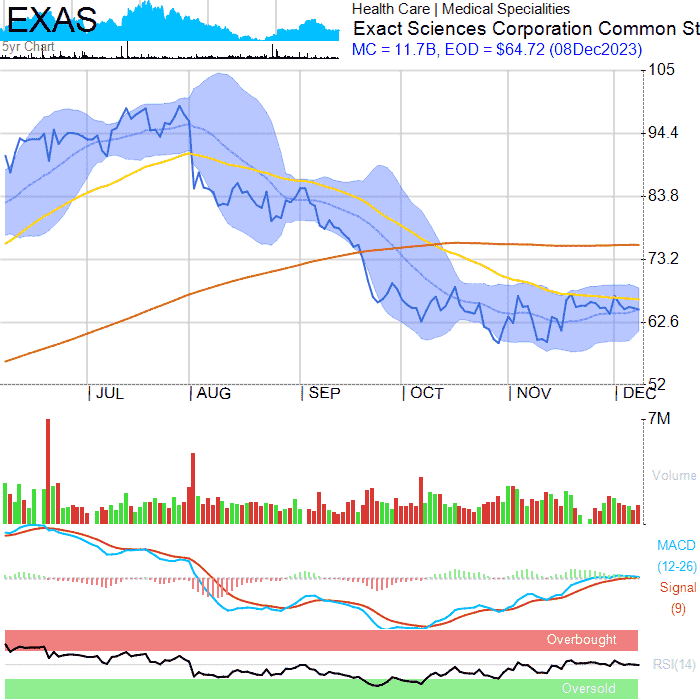 EXAS
5yr Chart
Health Care | Medical Specialities
Exact Sciences Corporation Common St
MC = 11.7B, EOD = $64.72 (08Dec2023)
105
94.4
83.8
73.2
62.6
52
JUL AUG SEP OCT NOV DEC
7M
Volume
MACD
(12-26)
Signal
(9)
Overbought
RSI(14)
Oversold